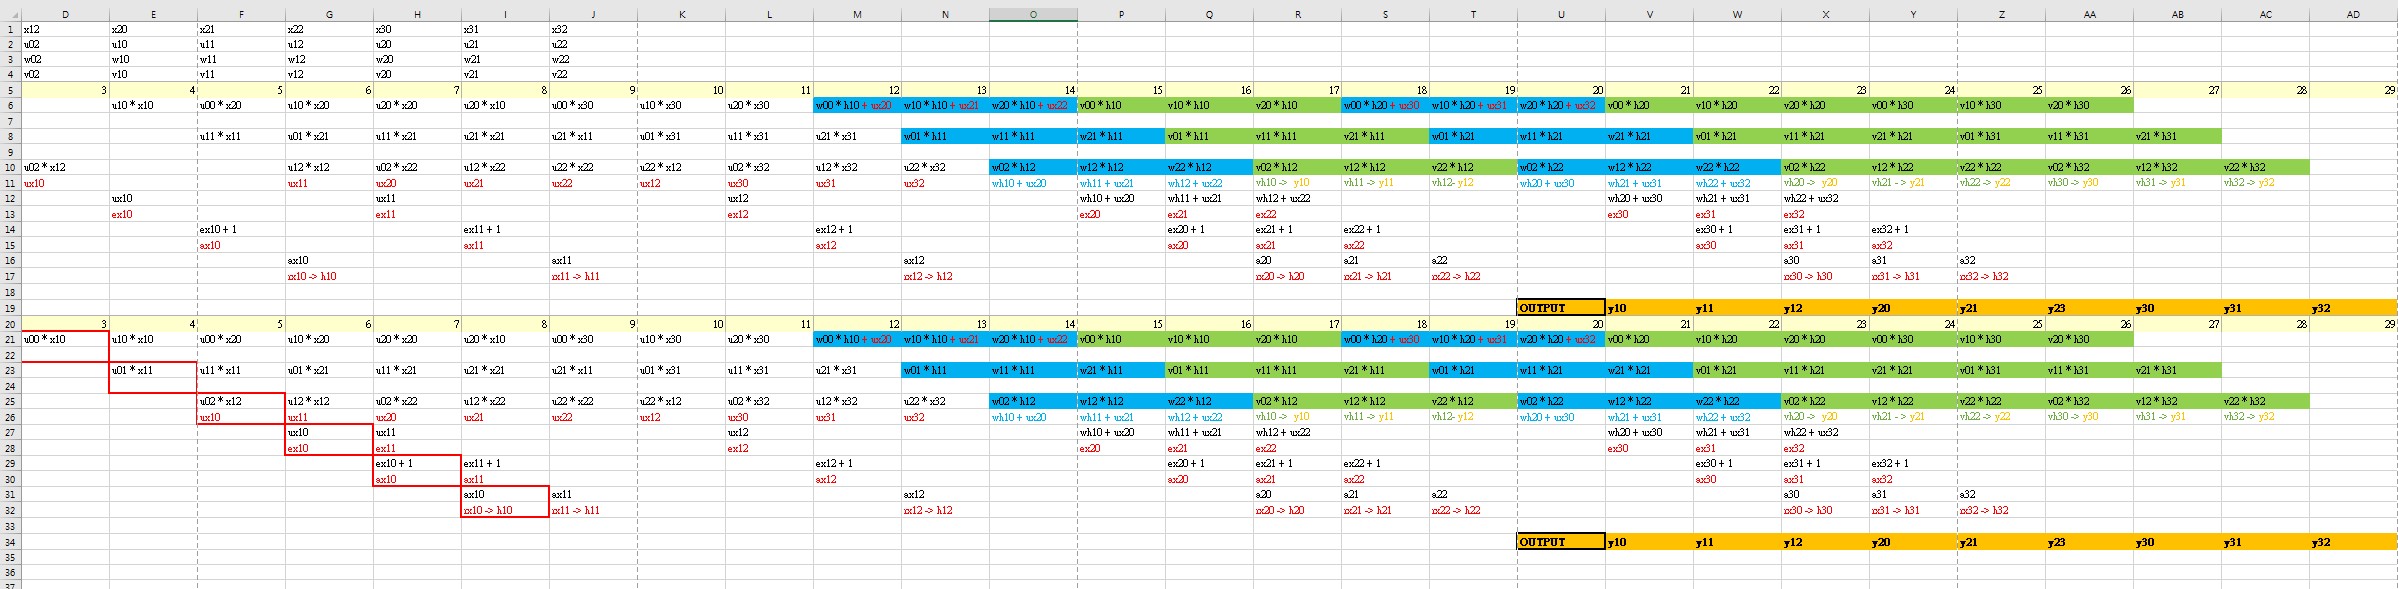 D E F G H I J K L M N O P Q R S T U V W X Y Z AA AB AC AD
1 x12 x20 x21 x22 x30 x31 x32
2 u02 u10 u11 u12 u20 u21 u22
3 w02 w10 w11 w12 w20 w21 w22
4 v02 v10 v11 v12 v20 v21 v22
5 3 4 5 6 7 8 9 10 11 12 13 14 15 16 17 18 19 20 21 22 23 24 25 26 27 28 29
6 u10 * x10 u00 * x20 u10 * x20 u20 * x20 u20 * x10 u00 * x30 u10 * x30 u20 * x30 w00 * h10 + ux20 w10 * h10 + ux21 w20 * h10 + ux22 v00 * h10 v10 * h10 v20 * h10 w00 * h20 + ux30 w10 * h20 + ux31 w20 * h20 + ux32 v00 * h20 v10 * h20 v20 * h20 v00 * h30 v10 * h30 v20 * h30
7
8 u11 * x11 u01 * x21 u11 * x21 u21 * x21 u21 * x11 u01 * x31 u11 * x31 u21 * x31 w01 * h11 w11 * h11 w21 * h11 v01 * h11 v11 * h11 v21 * h11 w01 * h21 w11 * h21 w21 * h21 v01 * h21 v11 * h21 v21 * h21 v01 * h31 v11 * h31 v21 * h31
9
10 u02 * x12 u12 * x12 u02 * x22 u12 * x22 u22 * x22 u22 * x12 u02 * x32 u12 * x32 u22 * x32 w02 * h12 w12 * h12 w22 * h12 v02 * h12 v12 * h12 v22 * h12 w02 * h22 w12 * h22 w22 * h22 v02 * h22 v12 * h22 v22 * h22 v02 * h32 v12 * h32 v22 * h32
11 ux10 ux11 ux20 ux21 ux22 ux12 ux30 ux31 ux32 wh10 + ux20 wh11 + ux21 wh12 + ux22 vh10 -> y10 vh11 -> y11 vh12- y12 wh20 + ux30 wh21 + ux31 wh22 + ux32 vh20 -> y20 vh21 - > y21 vh22 -> y22 vh30 -> y30 vh31 -> y31 vh32 -> y32
12 ux10 ux11 ux12 wh10 + ux20 wh11 + ux21 wh12 + ux22 wh20 + ux30 wh21 + ux31 wh22 + ux32
13 ex10 ex11 ex12 ex20 ex21 ex22 ex30 ex31 ex32
14 ex10 + 1 ex11 + 1 ex12 + 1 ex20 + 1 ex21 + 1 ex22 + 1 ex30 + 1 ex31 + 1 ex32 + 1
15 ax10 ax11 ax12 ax20 ax21 ax22 ax30 ax31 ax32
16 ax10 ax11 ax12 a20 a21 a22 a30 a31 a32
17 rx10 -> h10 rx11 -> h11 rx12 -> h12 rx20 -> h20 rx21 -> h21 rx22 -> h22 rx30 -> h30 rx31 -> h31 rx32 -> h32
18
19 OUTPUT y10 y11 y12 y20 y21 y23 y30 y31 y32
20 3 4 5 6 7 8 9 10 11 12 13 14 15 16 17 18 19 20 21 22 23 24 25 26 27 28 29
21 u00 * x10 u10 * x10 u00 * x20 u10 * x20 u20 * x20 u20 * x10 u00 * x30 u10 * x30 u20 * x30 w00 * h10 + ux20 w10 * h10 + ux21 w20 * h10 + ux22 v00 * h10 v10 * h10 v20 * h10 w00 * h20 + ux30 w10 * h20 + ux31 w20 * h20 + ux32 v00 * h20 v10 * h20 v20 * h20 v00 * h30 v10 * h30 v20 * h30
22
23 u01 * x11 u11 * x11 u01 * x21 u11 * x21 u21 * x21 u21 * x11 u01 * x31 u11 * x31 u21 * x31 w01 * h11 w11 * h11 w21 * h11 v01 * h11 v11 * h11 v21 * h11 w01 * h21 w11 * h21 w21 * h21 v01 * h21 v11 * h21 v21 * h21 v01 * h31 v11 * h31 v21 * h31
24
25 u02 * x12 u12 * x12 u02 * x22 u12 * x22 u22 * x22 u22 * x12 u02 * x32 u12 * x32 u22 * x32 w02 * h12 w12 * h12 w22 * h12 v02 * h12 v12 * h12 v22 * h12 w02 * h22 w12 * h22 w22 * h22 v02 * h22 v12 * h22 v22 * h22 v02 * h32 v12 * h32 v22 * h32
26 ux10 ux11 ux20 ux21 ux22 ux12 ux30 ux31 ux32 wh10 + ux20 wh11 + ux21 wh12 + ux22 vh10 -> y10 vh11 -> y11 vh12- y12 wh20 + ux30 wh21 + ux31 wh22 + ux32 vh20 -> y20 vh21 - > y21 vh22 -> y22 vh30 -> y30 vh31 -> y31 vh32 -> y32
27 ux10 ux11 ux12 wh10 + ux20 wh11 + ux21 wh12 + ux22 wh20 + ux30 wh21 + ux31 wh22 + ux32
28 ex10 ex11 ex12 ex20 ex21 ex22 ex30 ex31 ex32
29 ex10 + 1 ex11 + 1 ex12 + 1 ex20 + 1 ex21 + 1 ex22 + 1 ex30 + 1 ex31 + 1 ex32 + 1
30 ax10 ax11 ax12 ax20 ax21 ax22 ax30 ax31 ax32
31 ax10 ax11 ax12 a20 a21 a22 a30 a31 a32
32 rx10 -> h10 rx11 -> h11 rx12 -> h12 rx20 -> h20 rx21 -> h21 rx22 -> h22 rx30 -> h30 rx31 -> h31 rx32 -> h32
33
34 OUTPUT y10 y11 y12 y20 y21 y23 y30 y31 y32
35
36
37